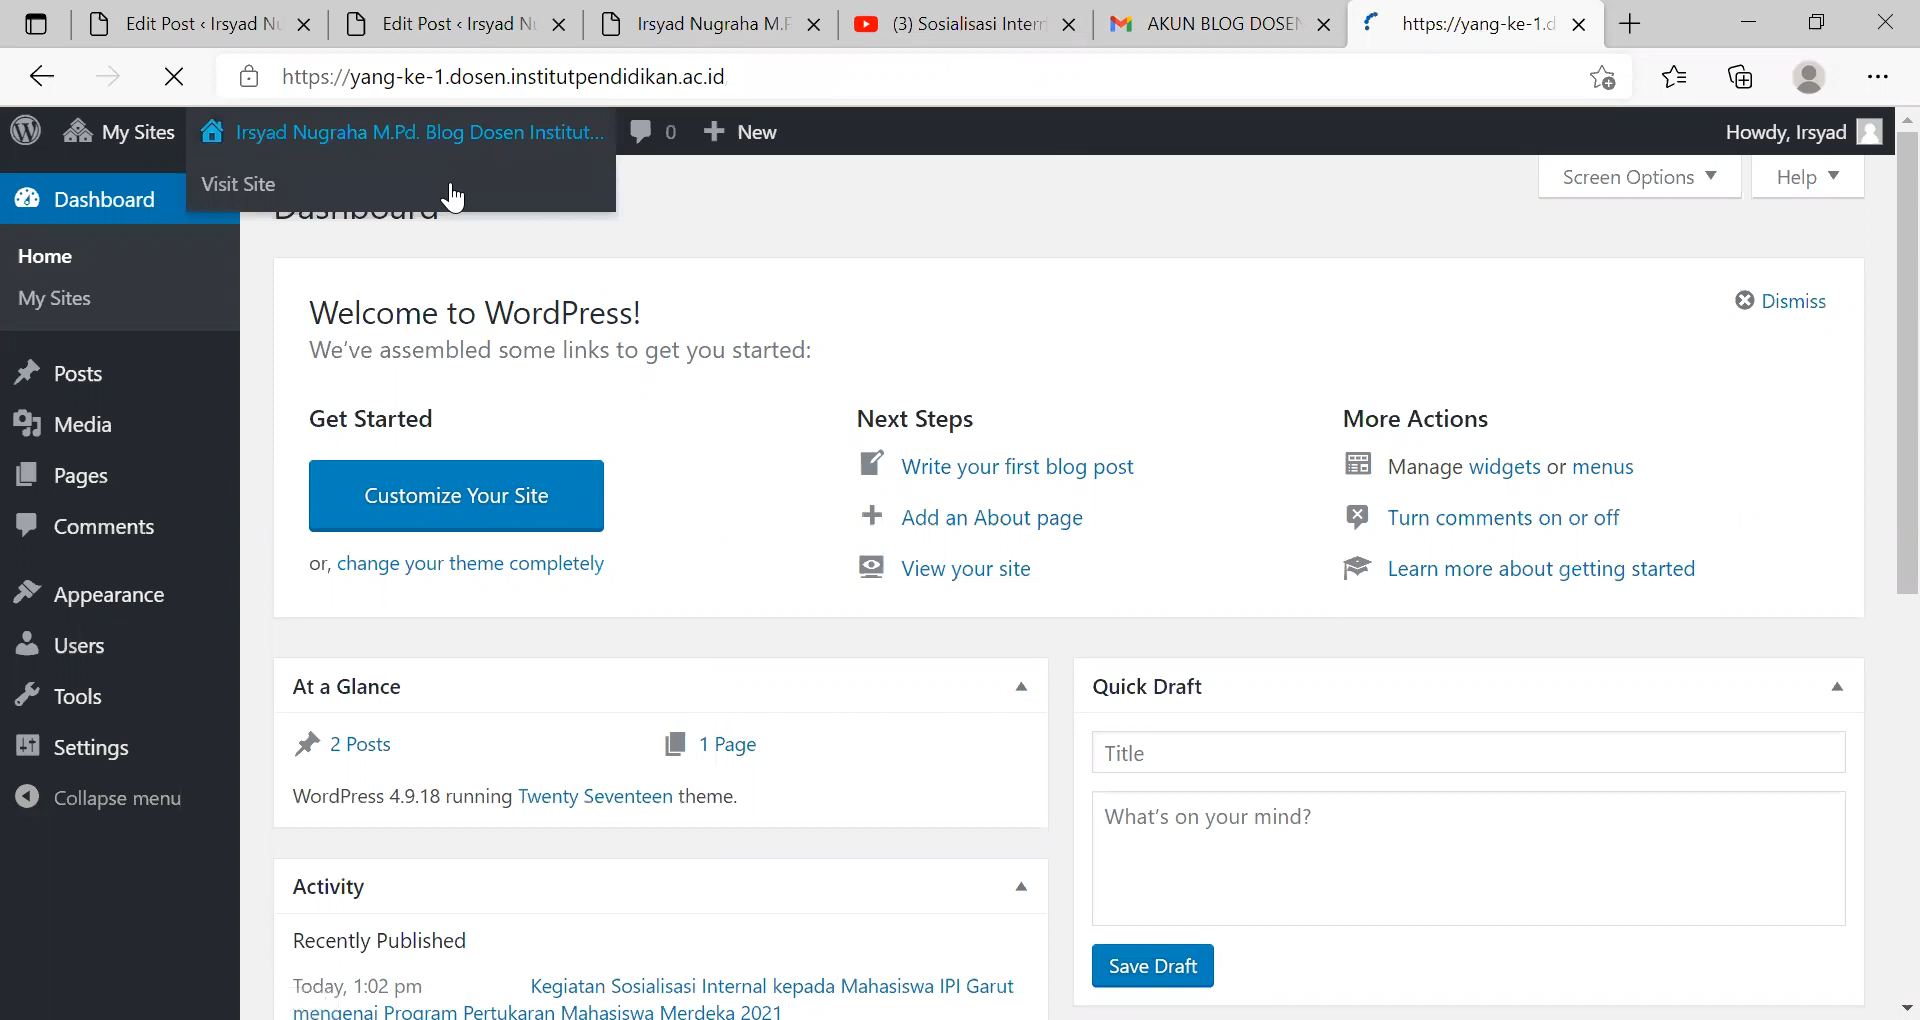 Edit Post ‹ Irsyad Nu
Edit Post ‹ Irsyad Nu
Irsyad Nugraha M.P
(3) Sosialisasi Intern
AKUN BLOG DOSEN
https://yang-ke-1.d
https://yang-ke-1.dosen.institutpendidikan.ac.id
My Sites
Irsyad Nugraha M.Pd. Blog Dosen Institut...
0
New
Howdy, Irsyad
Visit Site
Screen Options
Help
Dashboard
Dashboard
Home
My Sites
Posts
Media
Pages
Comments
Appearance
Users
Tools
Settings
Collapse menu
Welcome to WordPress!
Dismiss
We've assembled some links to get you started:
Get Started
Customize Your Site
or, change your theme completely
Next Steps
Write your first blog post
Add an About page
View your site
More Actions
Manage widgets or menus
Turn comments on or off
Learn more about getting started
At a Glance
2 Posts
1 Page
WordPress 4.9.18 running Twenty Seventeen theme.
Activity
Recently Published
Today, 1:02 pm Kegiatan Sosialisasi Internal kepada Mahasiswa IPI Garut
mengenai Program Pertukaran Mahasiswa Merdeka 2021
Quick Draft
Title
What's on your mind?
Save Draft